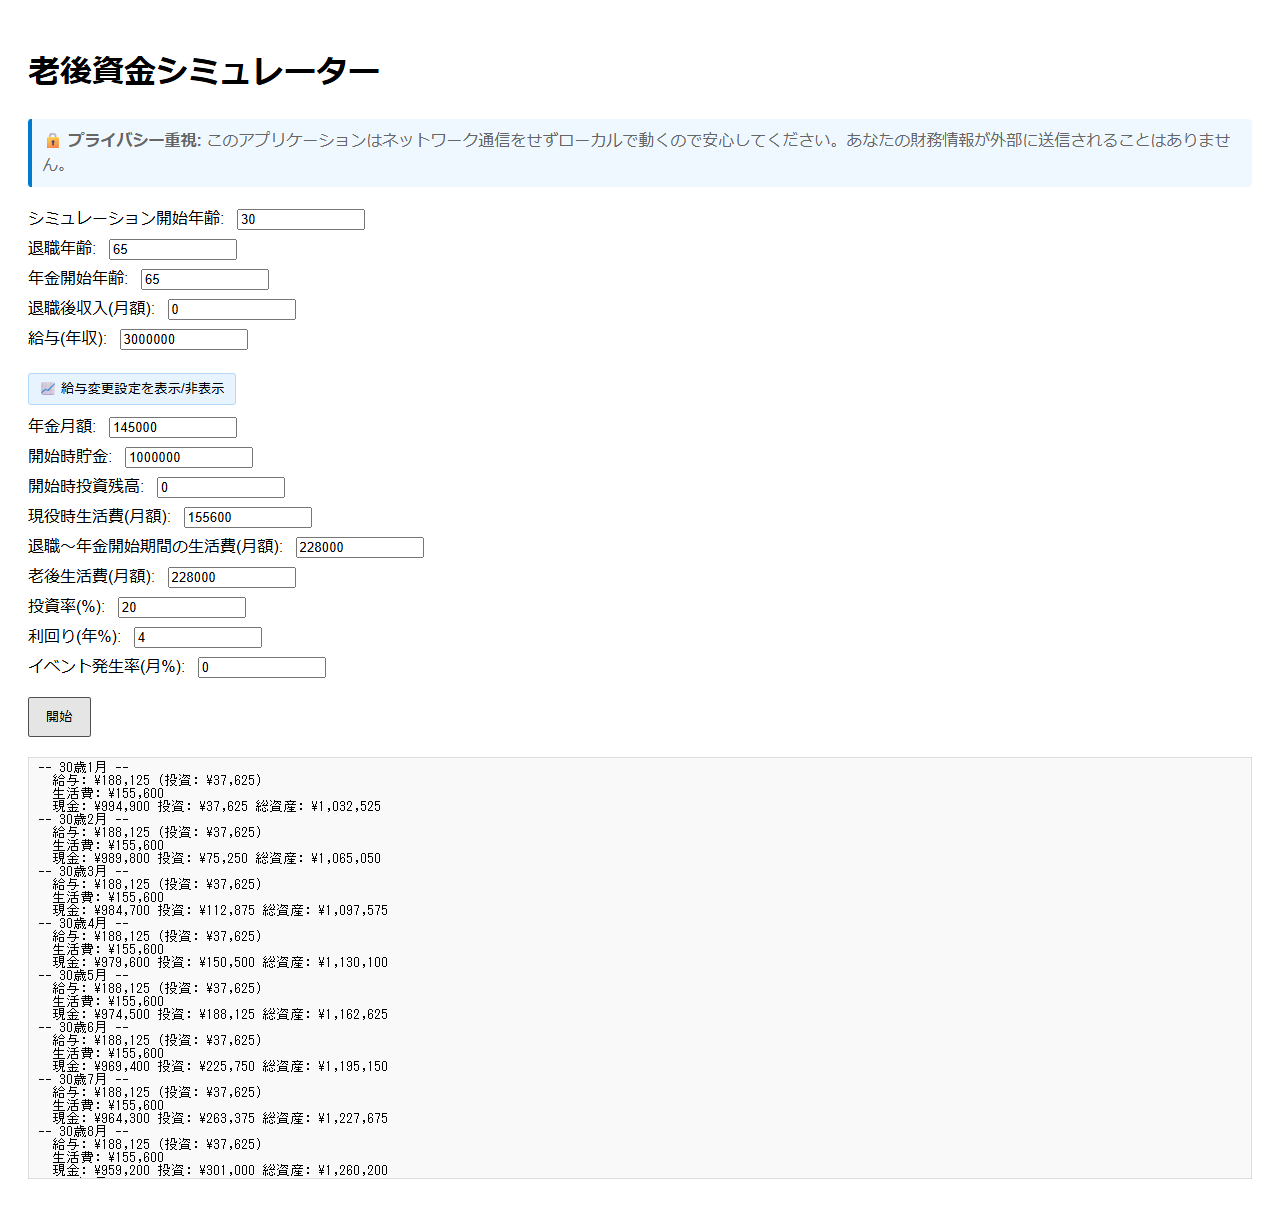 老後資金シミュレーター
🔒 プライバシー重視: このアプリケーションはネットワーク通信をせずローカルで動くので安心してください。あなたの財務情報が外部に送信されることはありませ
ん。
シミュレーション開始年齢: 30
退職年齢: 65
年金開始年齢: 65
退職後収入(月額): 0
給与(年収): 3000000
📈 給与変更設定を表示/非表示
年金月額: 145000
開始時貯金: 1000000
開始時投資残高: 0
現役時生活費(月額): 155600
退職～年金開始期間の生活費(月額): 228000
老後生活費(月額): 228000
投資率(%): 20
利回り(年%): 4
イベント発生率(月%): 0
開始
-- 30歳1月 --
給与: ¥188,125 (投資: ¥37,625)
生活費: ¥155,600
現金: ¥994,900 投資: ¥37,625 総資産: ¥1,032,525
-- 30歳2月 --
給与: ¥188,125 (投資: ¥37,625)
生活費: ¥155,600
現金: ¥989,800 投資: ¥75,250 総資産: ¥1,065,050
-- 30歳3月 --
給与: ¥188,125 (投資: ¥37,625)
生活費: ¥155,600
現金: ¥984,700 投資: ¥112,875 総資産: ¥1,097,575
-- 30歳4月 --
給与: ¥188,125 (投資: ¥37,625)
生活費: ¥155,600
現金: ¥979,600 投資: ¥150,500 総資産: ¥1,130,100
-- 30歳5月 --
給与: ¥188,125 (投資: ¥37,625)
生活費: ¥155,600
現金: ¥974,500 投資: ¥188,125 総資産: ¥1,162,625
-- 30歳6月 --
給与: ¥188,125 (投資: ¥37,625)
生活費: ¥155,600
現金: ¥969,400 投資: ¥225,750 総資産: ¥1,195,150
-- 30歳7月 --
給与: ¥188,125 (投資: ¥37,625)
生活費: ¥155,600
現金: ¥964,300 投資: ¥263,375 総資産: ¥1,227,675
-- 30歳8月 --
給与: ¥188,125 (投資: ¥37,625)
生活費: ¥155,600
現金: ¥959,200 投資: ¥301,000 総資産: ¥1,260,200